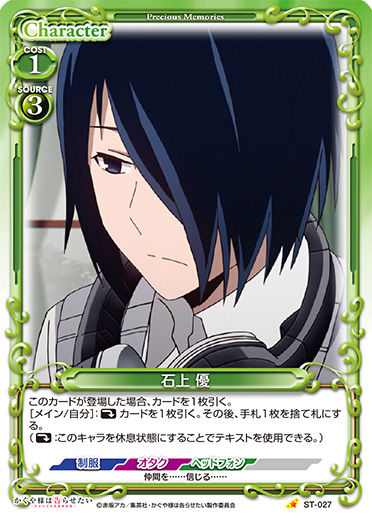 Precious Memories
Character
COST
1
SOURCE
3
石上 優
このカードが登場した場合、カードを1枚引く。
[メイン/自分]：カードを1枚引く。その後、手札1枚を捨て札にす
る。
（：このキャラを休息状態にすることでテキストを使用できる。）
制服 オタク ヘッドフォン
仲間を……信じる……
かぐや様は告らせたい
©赤坂アカ／集英社・かぐや様は告らせたい製作委員会
ST-027